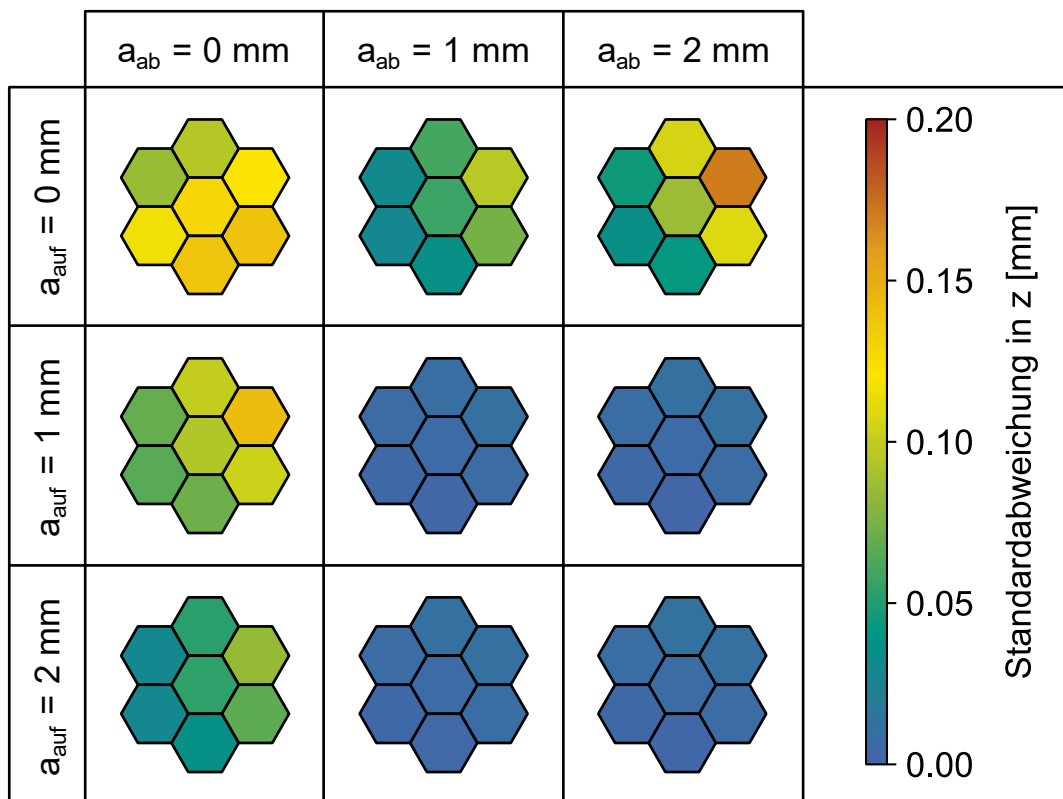 a_ab = 0 mm
a_ab = 1 mm
a_ab = 2 mm
a_auf = 0 mm
a_auf = 1 mm
a_auf = 2 mm
0.20
0.15
0.10
0.05
0.00
Standardabweichung in z [mm]